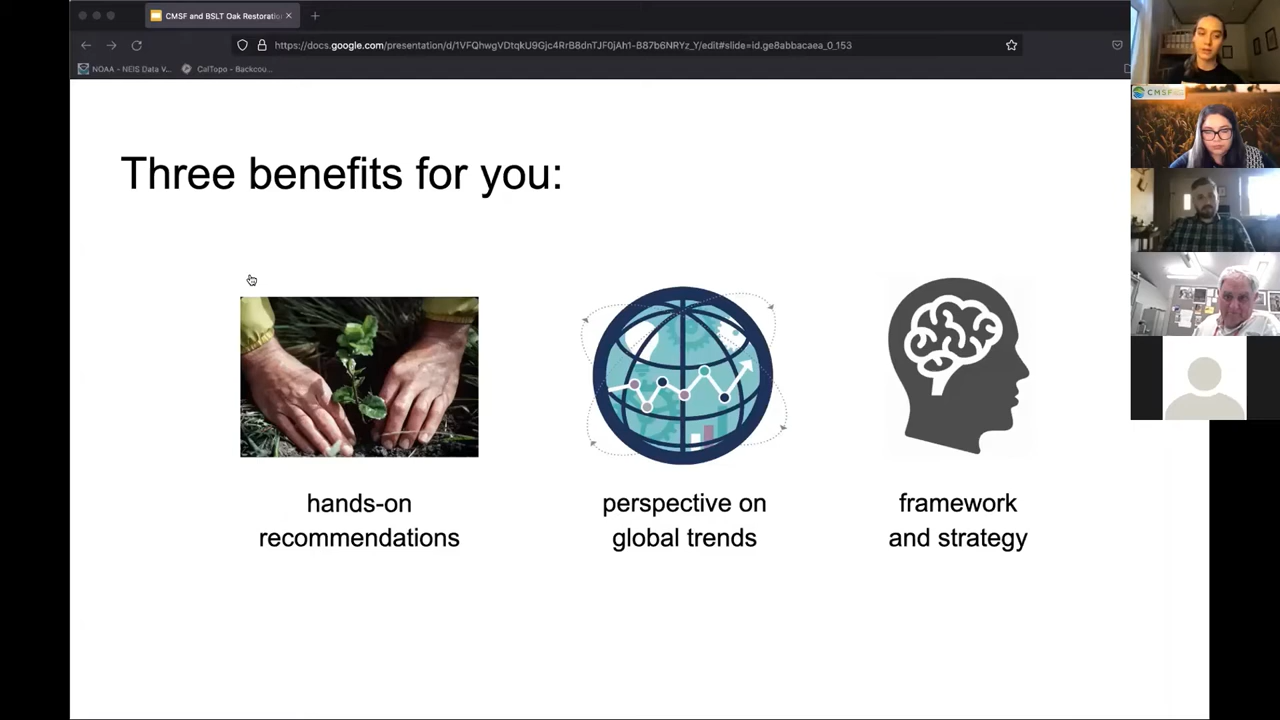 CMSF and BSLT Oak Restoratio
https://docs.google.com/presentation/d/1VFQhwgVDtqkU9Gjc4RrB8dnTJF0jAh1-B87b6NRYz_Y/edit#slide=id.ge8abbacaea_0_153
NOAA - NEIS Data V...
CalTopo - Backcou...
CMSF
Three benefits for you:
hands-on
recommendations
perspective on
global trends
framework
and strategy